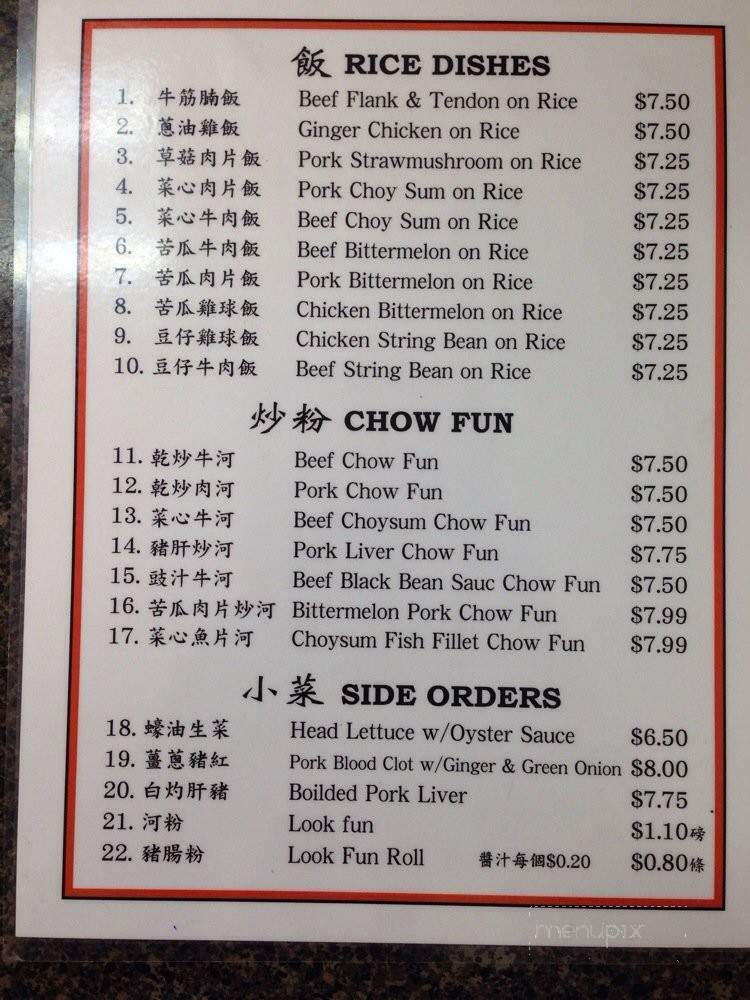 飯 RICE DISHES
1. 牛筋腩飯 Beef Flank & Tendon on Rice $7.50
2. 蔥油雞飯 Ginger Chicken on Rice $7.50
3. 草菇肉片飯 Pork Strawmushroom on Rice $7.25
4. 菜心肉片飯 Pork Choy Sum on Rice $7.25
5. 菜心牛肉飯 Beef Choy Sum on Rice $7.25
6. 苦瓜牛肉飯 Beef Bittermelon on Rice $7.25
7. 苦瓜肉片飯 Pork Bittermelon on Rice $7.25
8. 苦瓜雞球飯 Chicken Bittermelon on Rice $7.25
9. 豆仔雞球飯 Chicken String Bean on Rice $7.25
10. 豆仔牛肉飯 Beef String Bean on Rice $7.25
炒粉 CHOW FUN
11. 乾炒牛河 Beef Chow Fun $7.50
12. 乾炒肉河 Pork Chow Fun $7.50
13. 菜心牛河 Beef Choysum Chow Fun $7.50
14. 豬肝炒河 Pork Liver Chow Fun $7.75
15. 豉汁牛河 Beef Black Bean Sauc Chow Fun $7.50
16. 苦瓜肉片炒河 Bittermelon Pork Chow Fun $7.99
17. 菜心魚片河 Choysum Fish Fillet Chow Fun $7.99
小菜 SIDE ORDERS
18. 蠔油生菜 Head Lettuce w/Oyster Sauce $6.50
19. 薑蔥豬紅 Pork Blood Clot w/Ginger & Green Onion $8.00
20. 白灼肝豬 Boilded Pork Liver $7.75
21. 河粉 Look fun $1.10磅
22. 豬腸粉 Look Fun Roll 醬汁每個$0.20 $0.80條
menupix